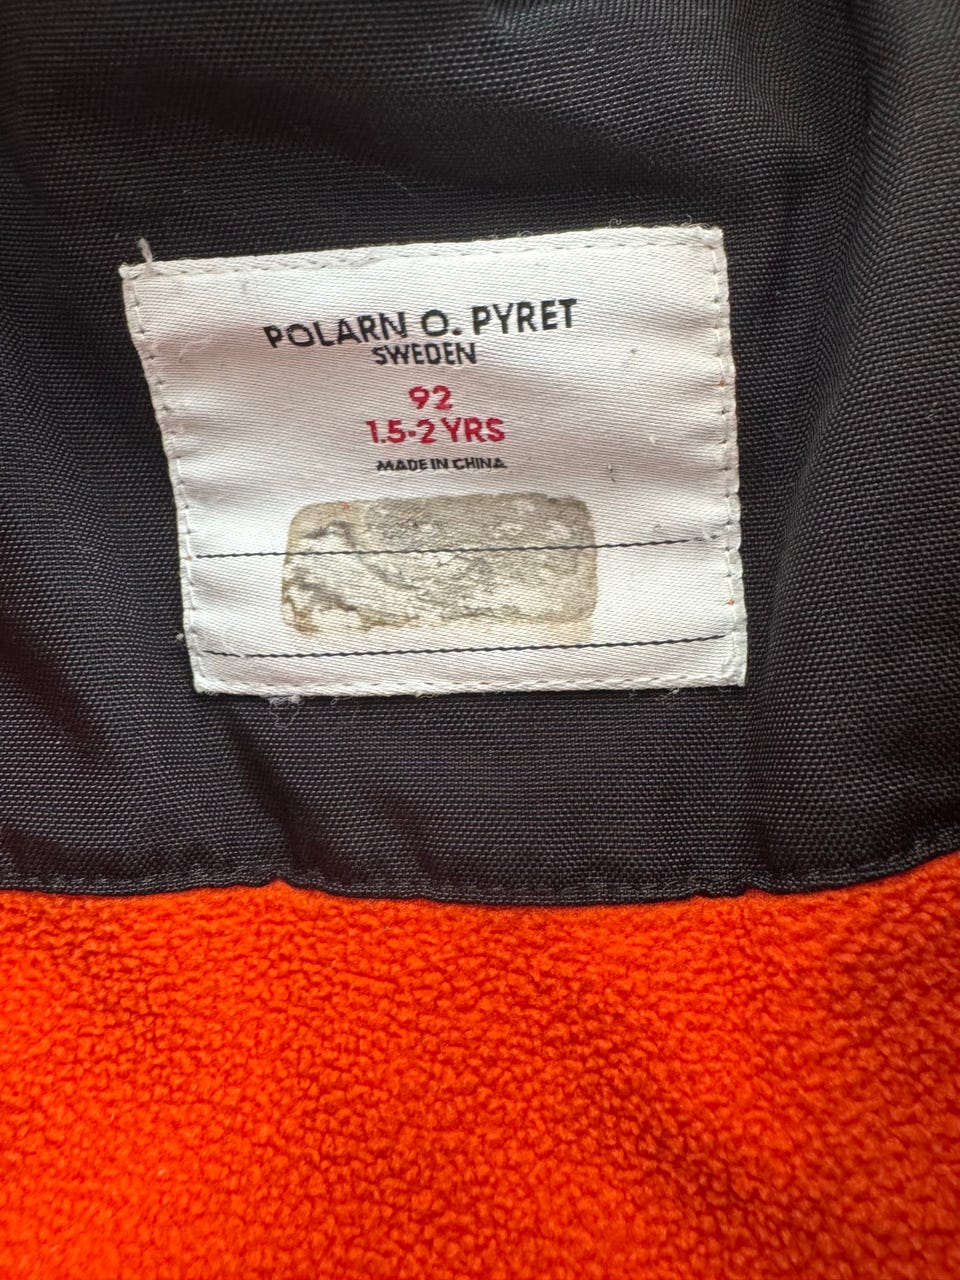 POLARN O. PYRET
SWEDEN
92
1.5-2 YRS
MADE IN CHINA